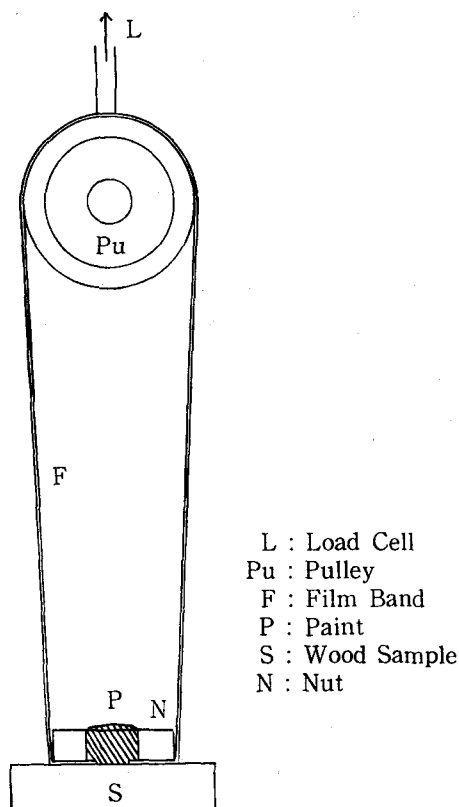 L
Pu
F
P N
S
L : Load Cell
Pu : Pulley
F : Film Band
P : Paint
S : Wood Sample
N : Nut